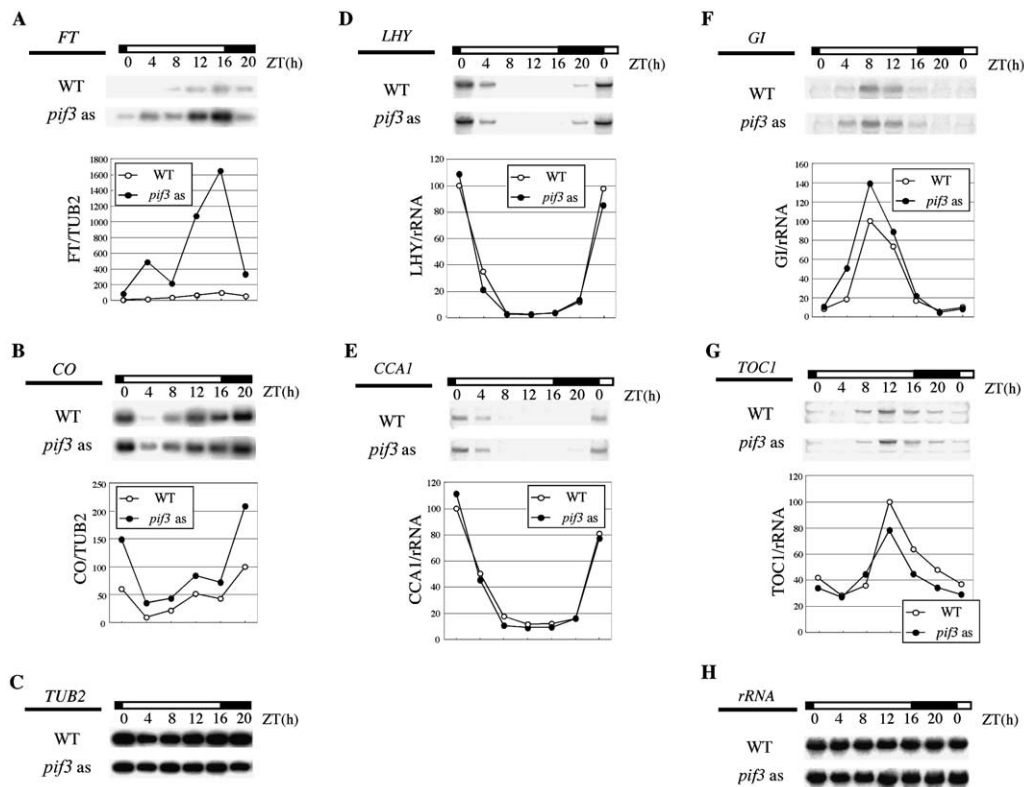 A
FT
0 4 8 12 16 20 ZT(h)
WT
pif3 as
1800
1600
1400
1200
1000
800
600
400
200
0
FT/TUB2
WT
pif3 as
B
CO
0 4 8 12 16 20 ZT(h)
WT
pif3 as
250
200
150
100
50
0
CO/TUB2
WT
pif3 as
C
TUB2
0 4 8 12 16 20 ZT(h)
WT
pif3 as
D
LHY
0 4 8 12 16 20 0 ZT(h)
WT
pif3 as
120
100
80
60
40
20
0
LHY/rRNA
WT
pif3 as
E
CCA1
0 4 8 12 16 20 0 ZT(h)
WT
pif3 as
120
100
80
60
40
20
0
CCA1/rRNA
WT
pif3 as
F
GI
0 4 8 12 16 20 0 ZT(h)
WT
pif3 as
160
140
120
100
80
60
40
20
0
GI/rRNA
WT
pif3 as
G
TOC1
0 4 8 12 16 20 0 ZT(h)
WT
pif3 as
120
100
80
60
40
20
0
TOC1/rRNA
WT
pif3 as
H
rRNA
0 4 8 12 16 20 0 ZT(h)
WT
pif3 as